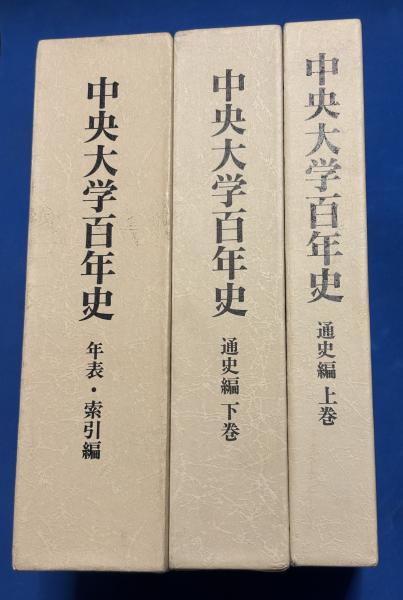 中央大学百年史
通史編 上巻
中央大学百年史
通史編 下巻
中央大学百年史
年表・索引編